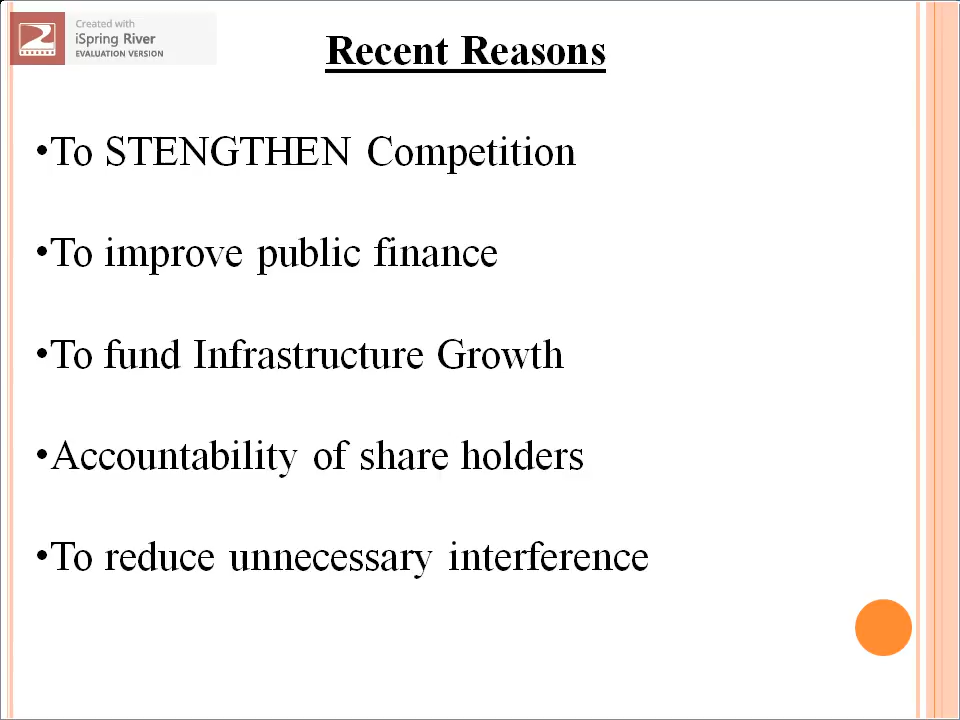 Created with
iSpring River
EVALUATION VERSION
Recent Reasons
•To STENGTHEN Competition
•To improve public finance
•To fund Infrastructure Growth
•Accountability of share holders
•To reduce unnecessary interference